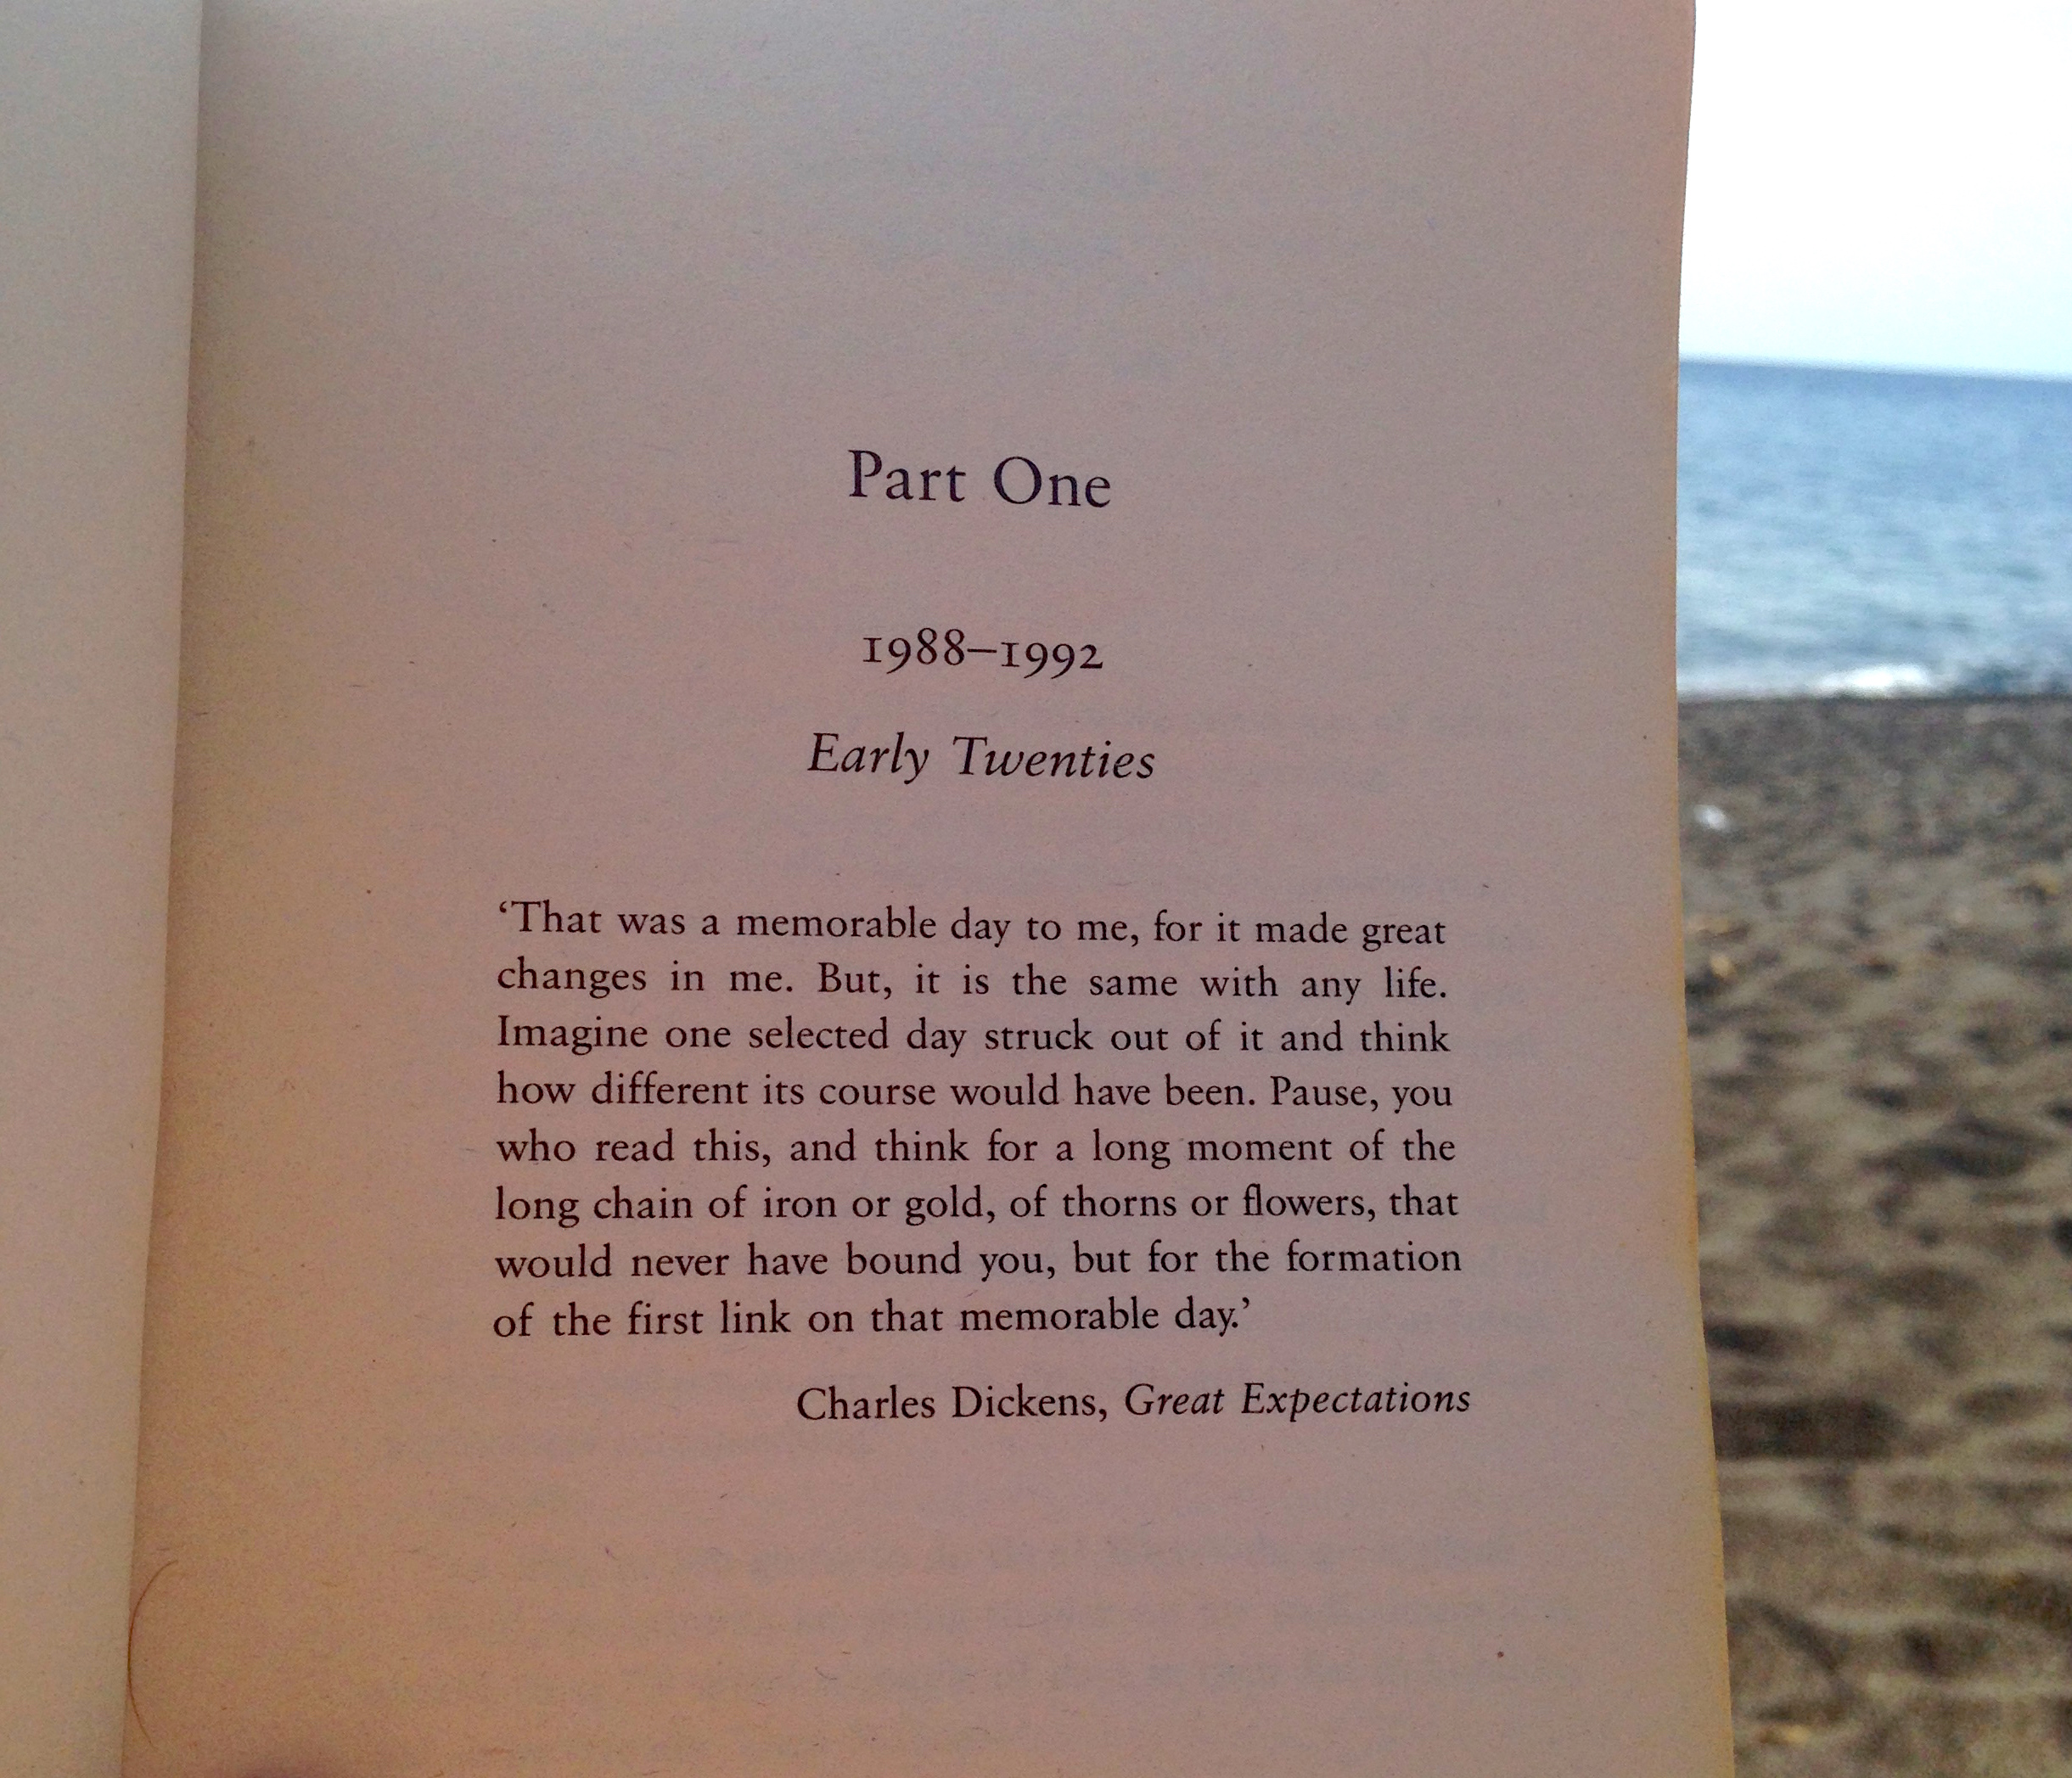 Part One
1988–1992
Early Twenties
‘That was a memorable day to me, for it made great
changes in me. But, it is the same with any life.
Imagine one selected day struck out of it and think
how different its course would have been. Pause, you
who read this, and think for a long moment of the
long chain of iron or gold, of thorns or flowers, that
would never have bound you, but for the formation
of the first link on that memorable day.’
Charles Dickens, Great Expectations